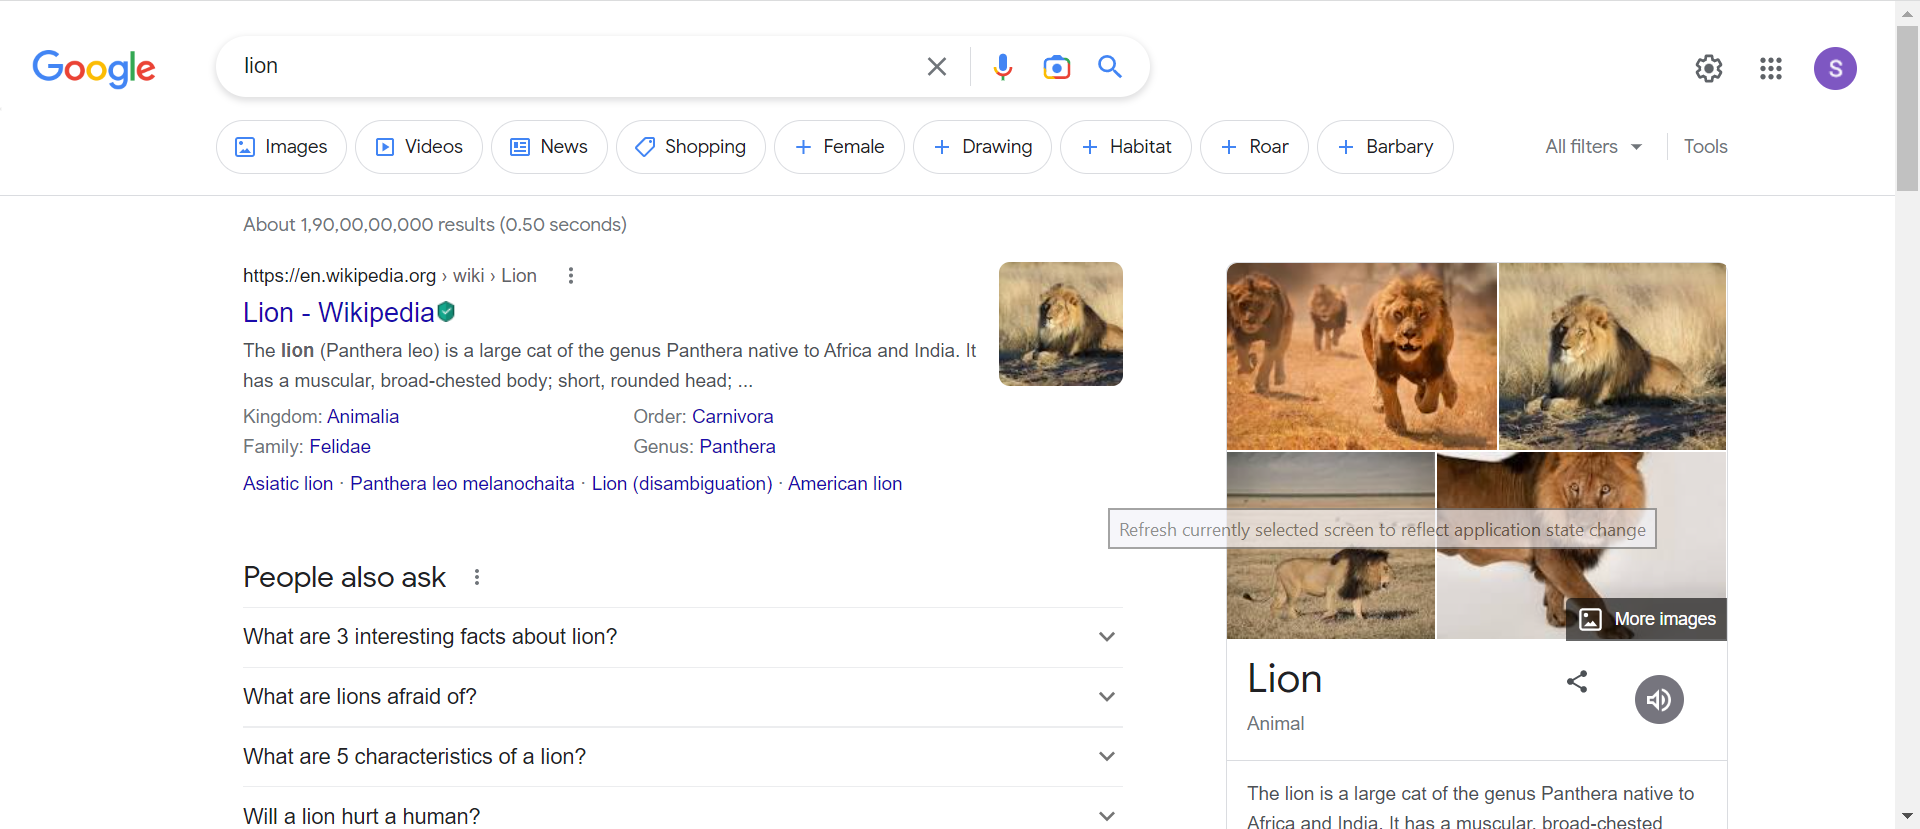 Google
lion
Images Videos News Shopping Female Drawing Habitat Roar Barbary All filters Tools
S
About 1,90,00,00,000 results (0.50 seconds)
https://en.wikipedia.org › wiki › Lion
Lion - Wikipedia
The lion (Panthera leo) is a large cat of the genus Panthera native to Africa and India. It
has a muscular, broad-chested body; short, rounded head; ...
Kingdom: Animalia Order: Carnivora
Family: Felidae Genus: Panthera
Asiatic lion · Panthera leo melanochaita · Lion (disambiguation) · American lion
People also ask
What are 3 interesting facts about lion?
What are lions afraid of?
What are 5 characteristics of a lion?
Will a lion hurt a human?
Refresh currently selected screen to reflect application state change
More images
Lion
Animal
The lion is a large cat of the genus Panthera native to
Africa and India. It has a muscular, broad-chested